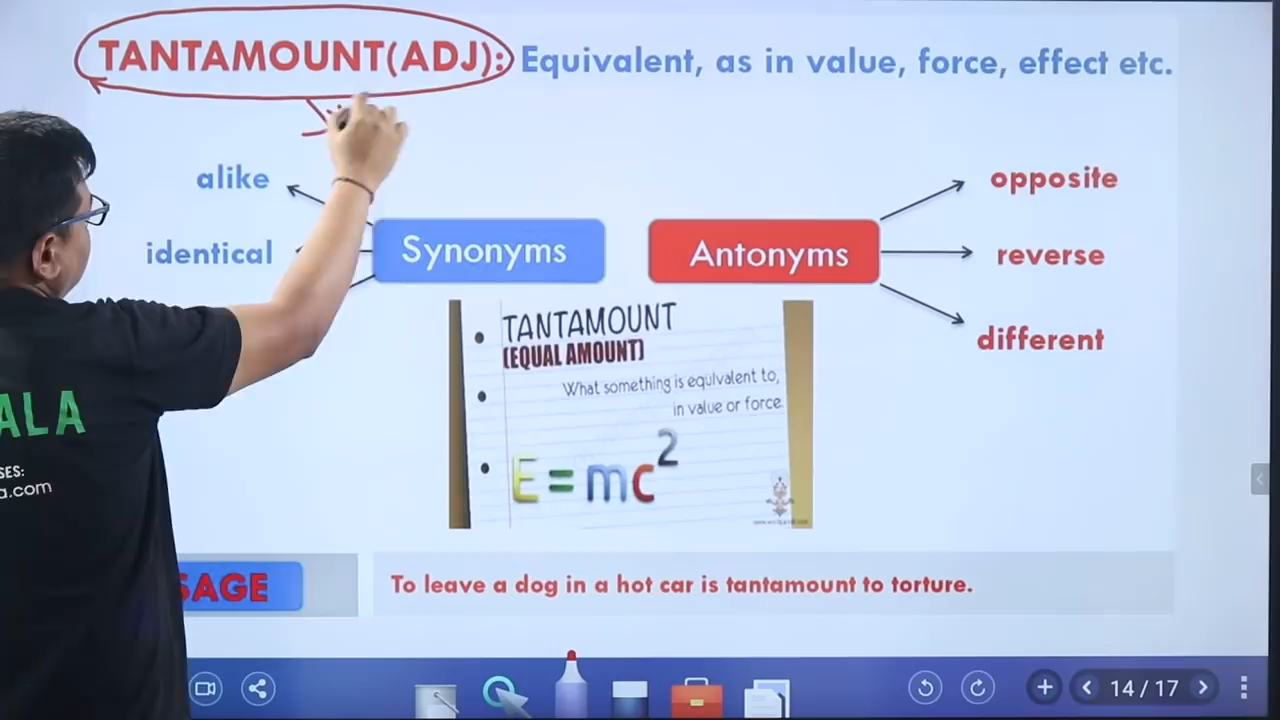 TANTAMOUNT(ADJ): Equivalent, as in value, force, effect etc.
alike
identical
Synonyms
Antonyms
opposite
reverse
different
TANTAMOUNT
(EQUAL AMOUNT)
What something is equivalent to,
in value or force.
E = mc²
ALA
SES:
a.com
SAGE
To leave a dog in a hot car is tantamount to torture.
14 / 17